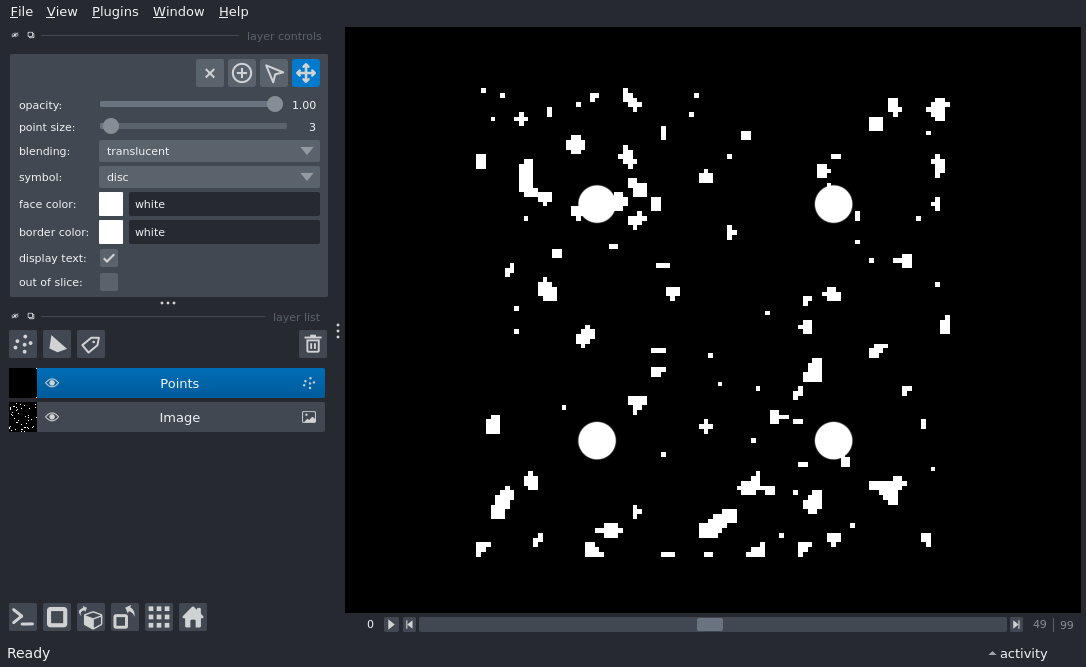 File View Plugins Window Help
layer controls
opacity: 1.00
point size: 3
blending: translucent
symbol: disc
face color: white
border color: white
display text:
out of slice:
layer list
Points
Image
0 49 | 99
Ready activity